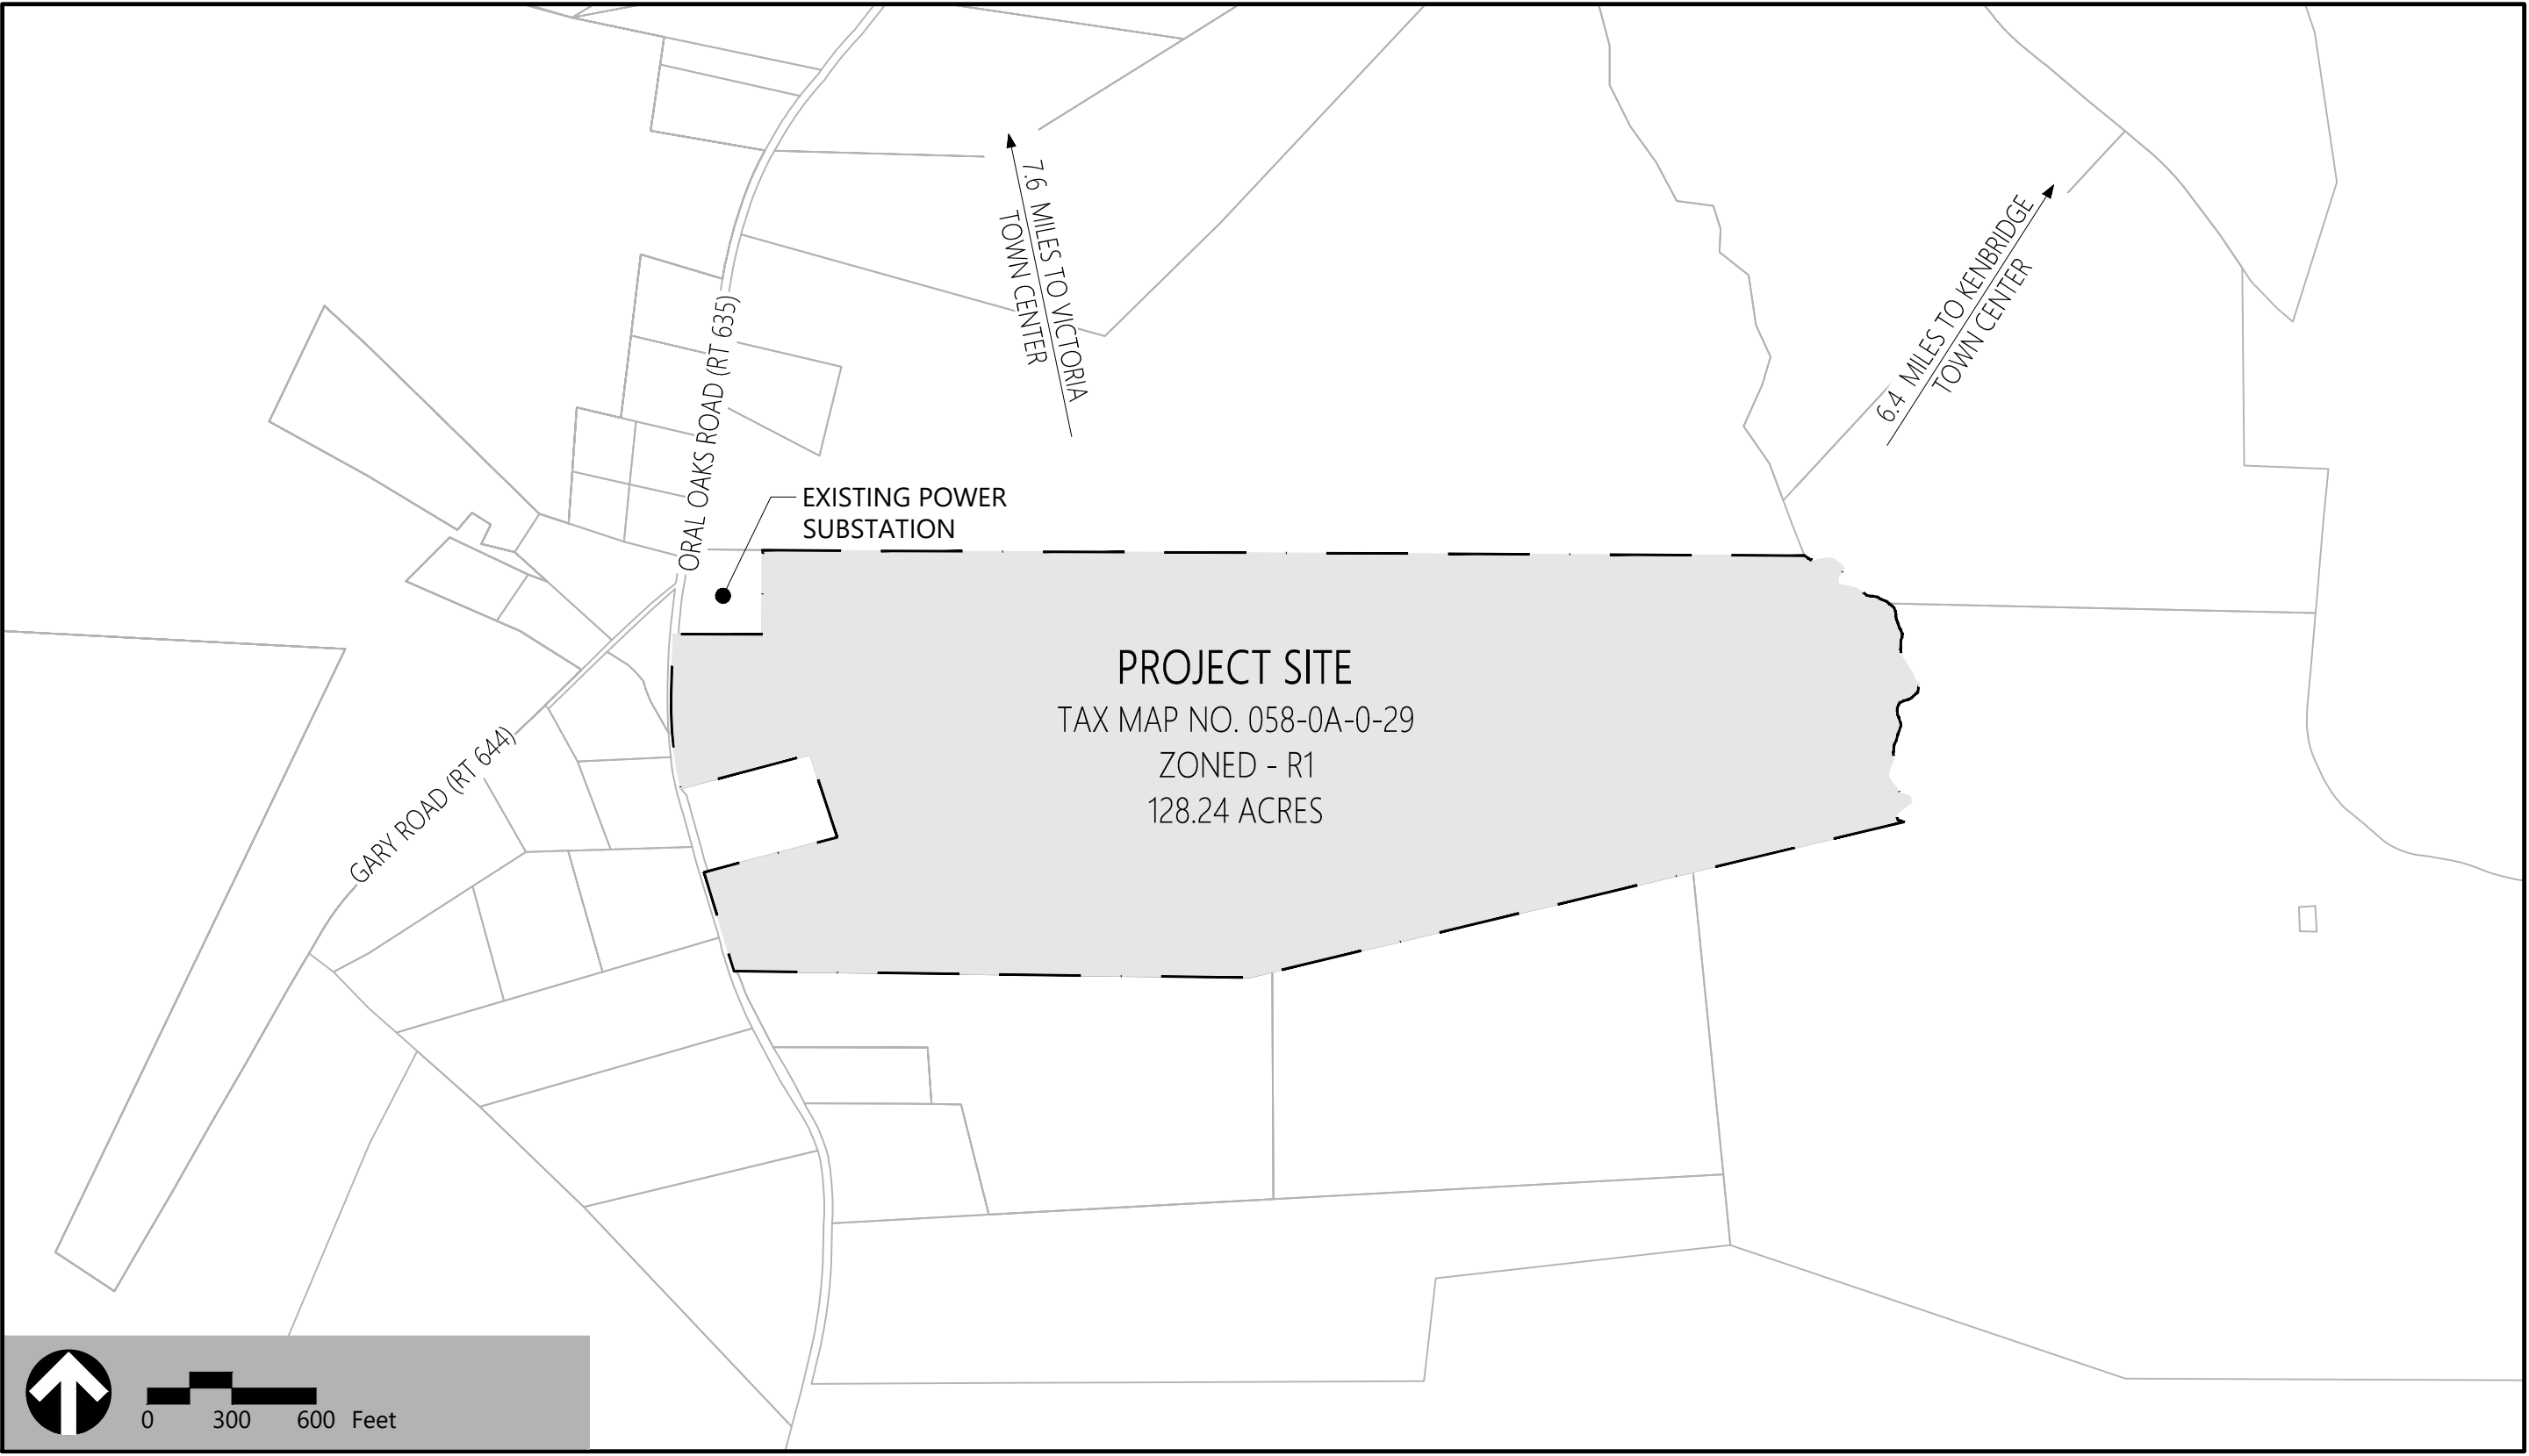 7.6 MILES TO VICTORIA
TOWN CENTER
6.4 MILES TO KENBRIDGE
TOWN CENTER
ORAL OAKS ROAD (RT 635)
EXISTING POWER
SUBSTATION
PROJECT SITE
TAX MAP NO. 058-0A-0-29
ZONED - R1
128.24 ACRES
GARY ROAD (RT 644)
0 300 600 Feet